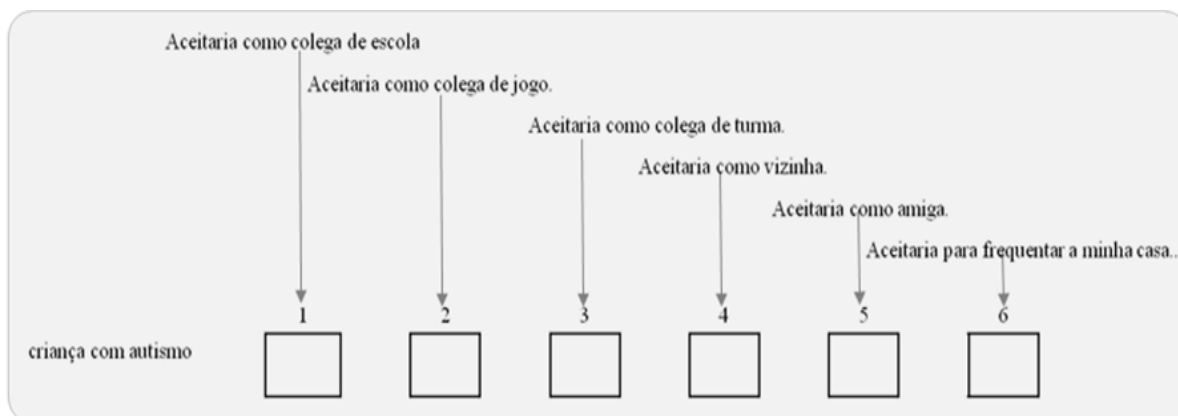 Aceitaria como colega de escola
Aceitaria como colega de jogo.
Aceitaria como colega de turma.
Aceitaria como vizinha.
Aceitaria como amiga.
Aceitaria para frequentar a minha casa..
1 2 3 4 5 6
criança com autismo